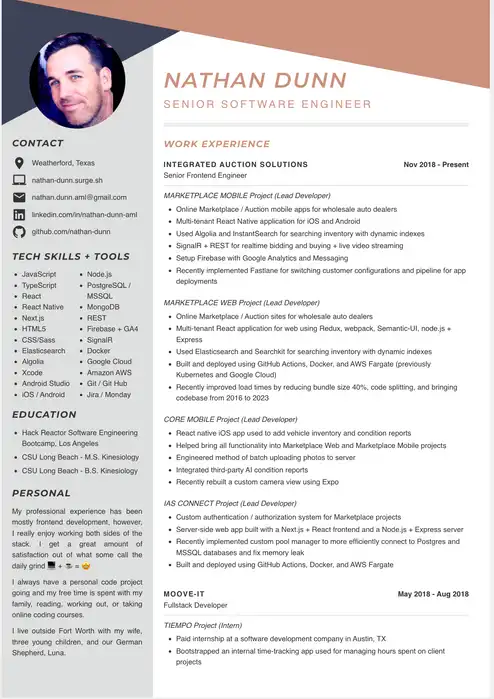 NATHAN DUNN
SENIOR SOFTWARE ENGINEER
CONTACT
Weatherford, Texas
nathan-dunn.surge.sh
nathan.dunn.aml@gmail.com
linkedin.com/in/nathan-dunn-aml
github.com/nathan-dunn
TECH SKILLS + TOOLS
• JavaScript
• TypeScript
• React
• React Native
• Next.js
• HTML5
• CSS/Sass
• Elasticsearch
• Algolia
• Xcode
• Android Studio
• iOS / Android
• Node.js
• PostgreSQL /
MSSQL
• MongoDB
• REST
• Firebase + GA4
• SignalR
• Docker
• Google Cloud
• Amazon AWS
• Git / Git Hub
• Jira / Monday
EDUCATION
• Hack Reactor Software Engineering
Bootcamp, Los Angeles
• CSU Long Beach - M.S. Kinesiology
• CSU Long Beach - B.S. Kinesiology
PERSONAL
My professional experience has been
mostly frontend development, however,
I really enjoy working both sides of the
stack. I get a great amount of
satisfaction out of what some call the
daily grind 💻 + ☕ = 🤠
I always have a personal code project
going and my free time is spent with my
family, reading, working out, or taking
online coding courses.
I live outside Fort Worth with my wife,
three young children, and our German
Shepherd, Luna.
WORK EXPERIENCE
INTEGRATED AUCTION SOLUTIONS Nov 2018 - Present
Senior Frontend Engineer
MARKETPLACE MOBILE Project (Lead Developer)
• Online Marketplace / Auction mobile apps for wholesale auto dealers
• Multi-tenant React Native application for iOS and Android
• Used Algolia and InstantSearch for searching inventory with dynamic indexes
• SignalR + REST for realtime bidding and buying + live video streaming
• Setup Firebase with Google Analytics and Messaging
• Recently implemented Fastlane for switching customer configurations and pipeline for app
deployments
MARKETPLACE WEB Project (Lead Developer)
• Online Marketplace / Auction sites for wholesale auto dealers
• Multi-tenant React application for web using Redux, webpack, Semantic-UI, node.js +
Express
• Used Elasticsearch and Searchkit for searching inventory with dynamic indexes
• Built and deployed using GitHub Actions, Docker, and AWS Fargate (previously
Kubernetes and Google Cloud)
• Recently improved load times by reducing bundle size 40%, code splitting, and bringing
codebase from 2016 to 2023
CORE MOBILE Project (Lead Developer)
• React native iOS app used to add vehicle inventory and condition reports
• Helped bring all functionality into Marketplace Web and Marketplace Mobile projects
• Engineered method of batch uploading photos to server
• Integrated third-party AI condition reports
• Recently rebuilt a custom camera view using Expo
IAS CONNECT Project (Lead Developer)
• Custom authentication / authorization system for Marketplace projects
• Server-side web app built with a Next.js + React frontend and a Node.js + Express server
• Recently implemented custom pool manager to more efficiently connect to Postgres and
MSSQL databases and fix memory leak
• Built and deployed using GitHub Actions, Docker, and AWS Fargate
MOOVE-IT May 2018 - Aug 2018
Fullstack Developer
TIEMPO Project (Intern)
• Paid internship at a software development company in Austin, TX
• Bootstrapped an internal time-tracking app used for managing hours spent on client
projects